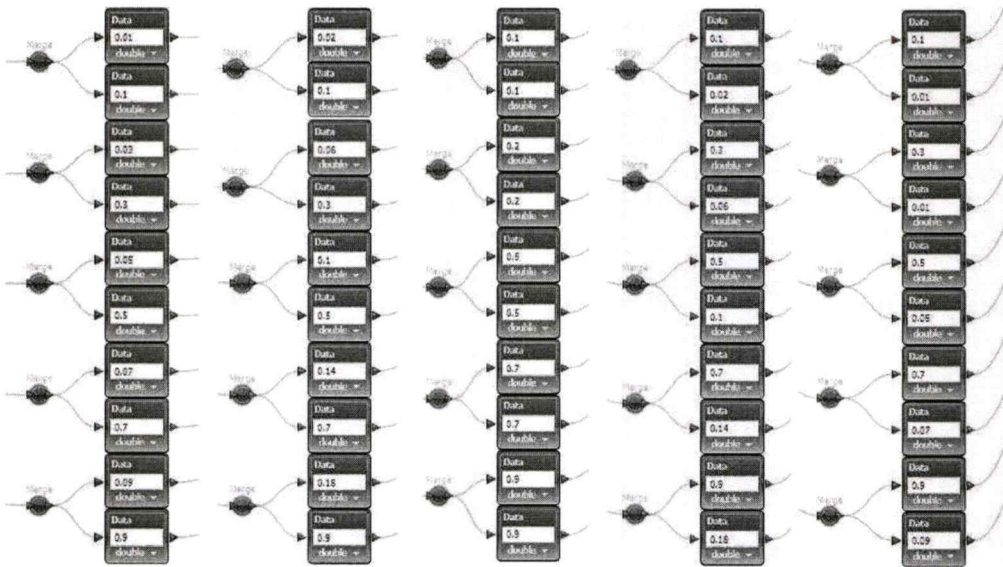 Merge
Data
0.01
double
Data
0.1
double
Merge
Data
0.03
double
Data
0.3
double
Merge
Data
0.05
double
Data
0.5
double
Merge
Data
0.07
double
Data
0.7
double
Merge
Data
0.09
double
Data
0.9
double
Merge
Data
0.02
double
Data
0.1
double
Merge
Data
0.06
double
Data
0.3
double
Merge
Data
0.1
double
Data
0.5
double
Merge
Data
0.14
double
Data
0.7
double
Merge
Data
0.18
double
Data
0.9
double
Merge
Data
0.1
double
Data
0.1
double
Merge
Data
0.2
double
Data
0.2
double
Merge
Data
0.5
double
Data
0.5
double
Merge
Data
0.7
double
Data
0.7
double
Merge
Data
0.9
double
Data
0.9
double
Merge
Data
0.1
double
Data
0.02
double
Merge
Data
0.3
double
Data
0.06
double
Merge
Data
0.5
double
Data
0.1
double
Merge
Data
0.7
double
Data
0.14
double
Merge
Data
0.9
double
Data
0.18
double
Merge
Data
0.1
double
Data
0.01
double
Merge
Data
0.3
double
Data
0.01
double
Merge
Data
0.5
double
Data
0.05
double
Merge
Data
0.7
double
Data
0.07
double
Merge
Data
0.9
double
Data
0.09
double